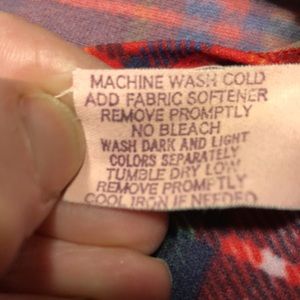 MACHINE WASH COLD
ADD FABRIC SOFTENER
REMOVE PROMPTLY
NO BLEACH
WASH DARK AND LIGHT
COLORS SEPARATELY
TUMBLE DRY LOW
REMOVE PROMPTLY
COOL IRON IF NEEDED